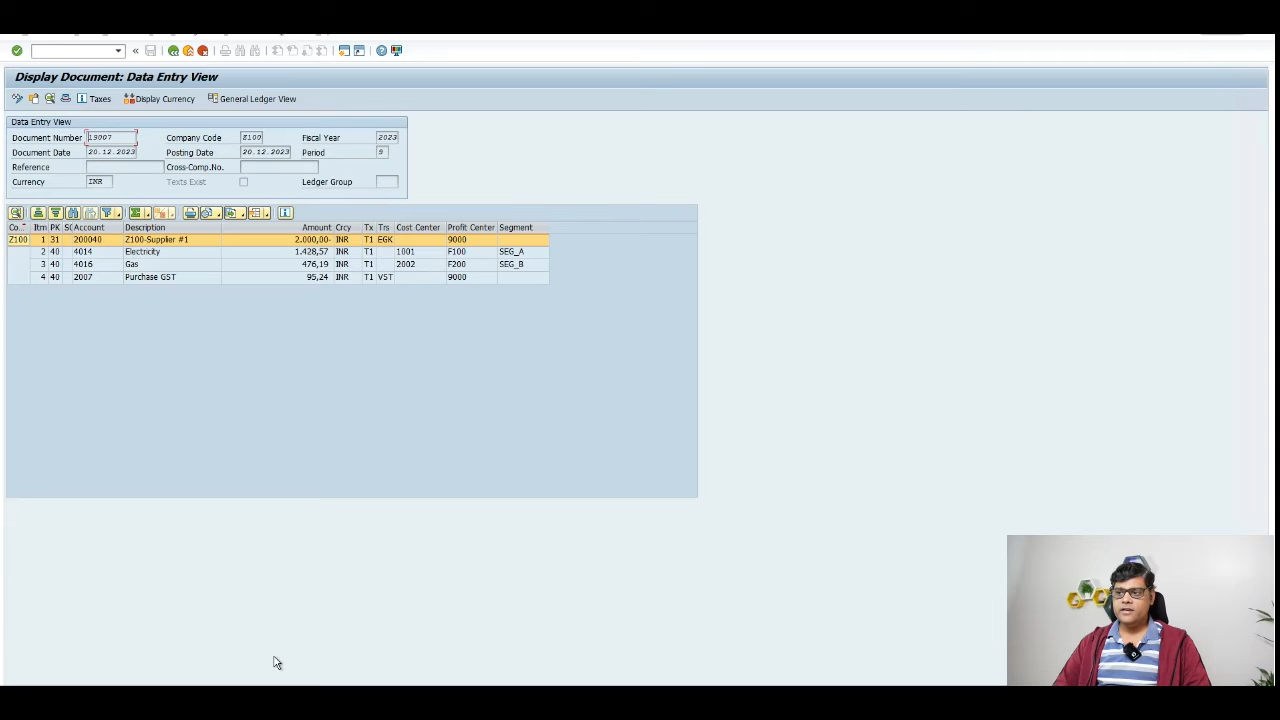 «
Display Document: Data Entry View
Taxes Display Currency General Ledger View
Data Entry View
Document Number 19007 Company Code Z100 Fiscal Year 2023
Document Date 20.12.2023 Posting Date 20.12.2023 Period 9
Reference Cross-Comp.No.
Currency INR Texts Exist Ledger Group
Co.. Itm PK SG Account Description Amount Crcy Tx Trs Cost Center Profit Center Segment
Z100 1 31 200040 Z100-Supplier #1 2.000,00- INR T1 EGK 9000
2 40 4014 Electricity 1.428,57 INR T1 1001 F100 SEG_A
3 40 4016 Gas 476,19 INR T1 2002 F200 SEG_B
4 40 2007 Purchase GST 95,24 INR T1 VST 9000